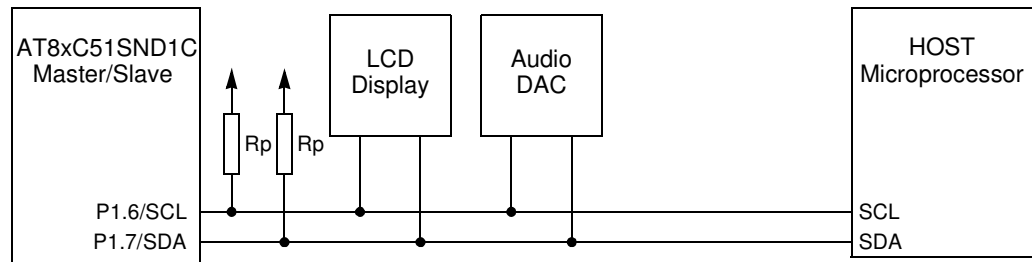 AT8xC51SND1C
Master/Slave
Rp
Rp
LCD
Display
Audio
DAC
HOST
Microprocessor
P1.6/SCL
P1.7/SDA
SCL
SDA